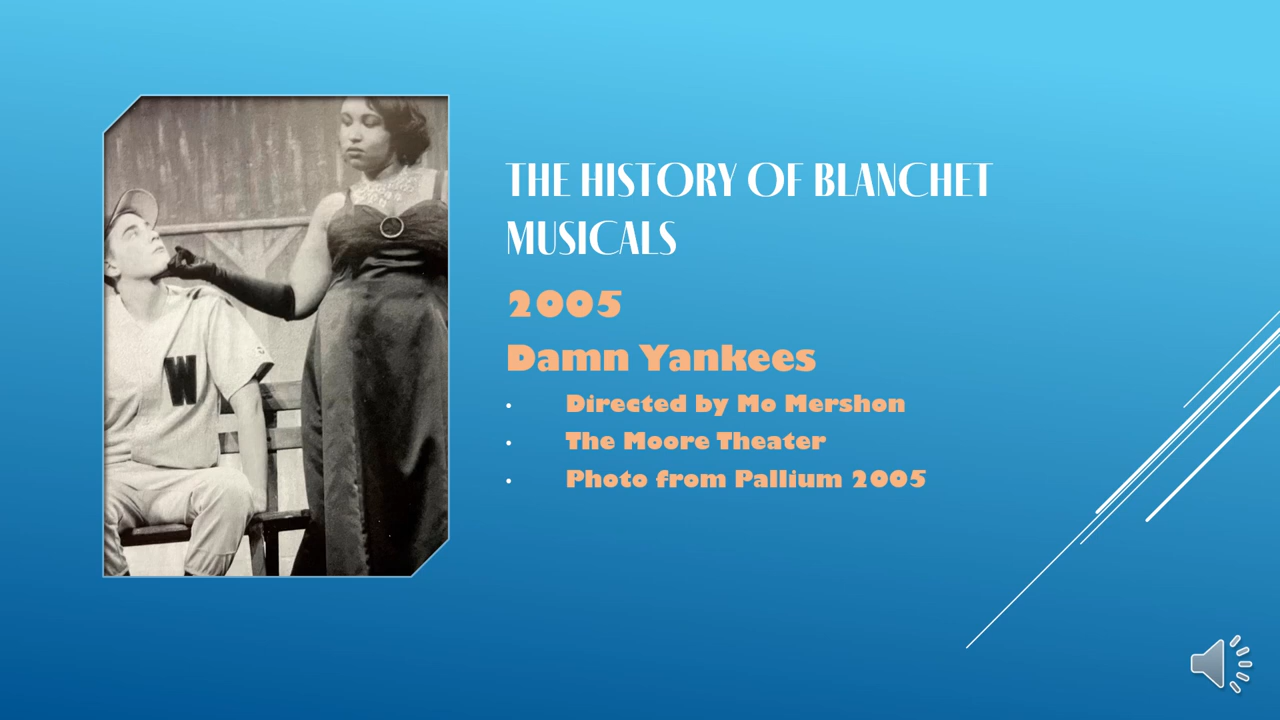 THE HISTORY OF BLANCHET
MUSICALS
2005
Damn Yankees
• Directed by Mo Mershon
• The Moore Theater
• Photo from Pallium 2005
W